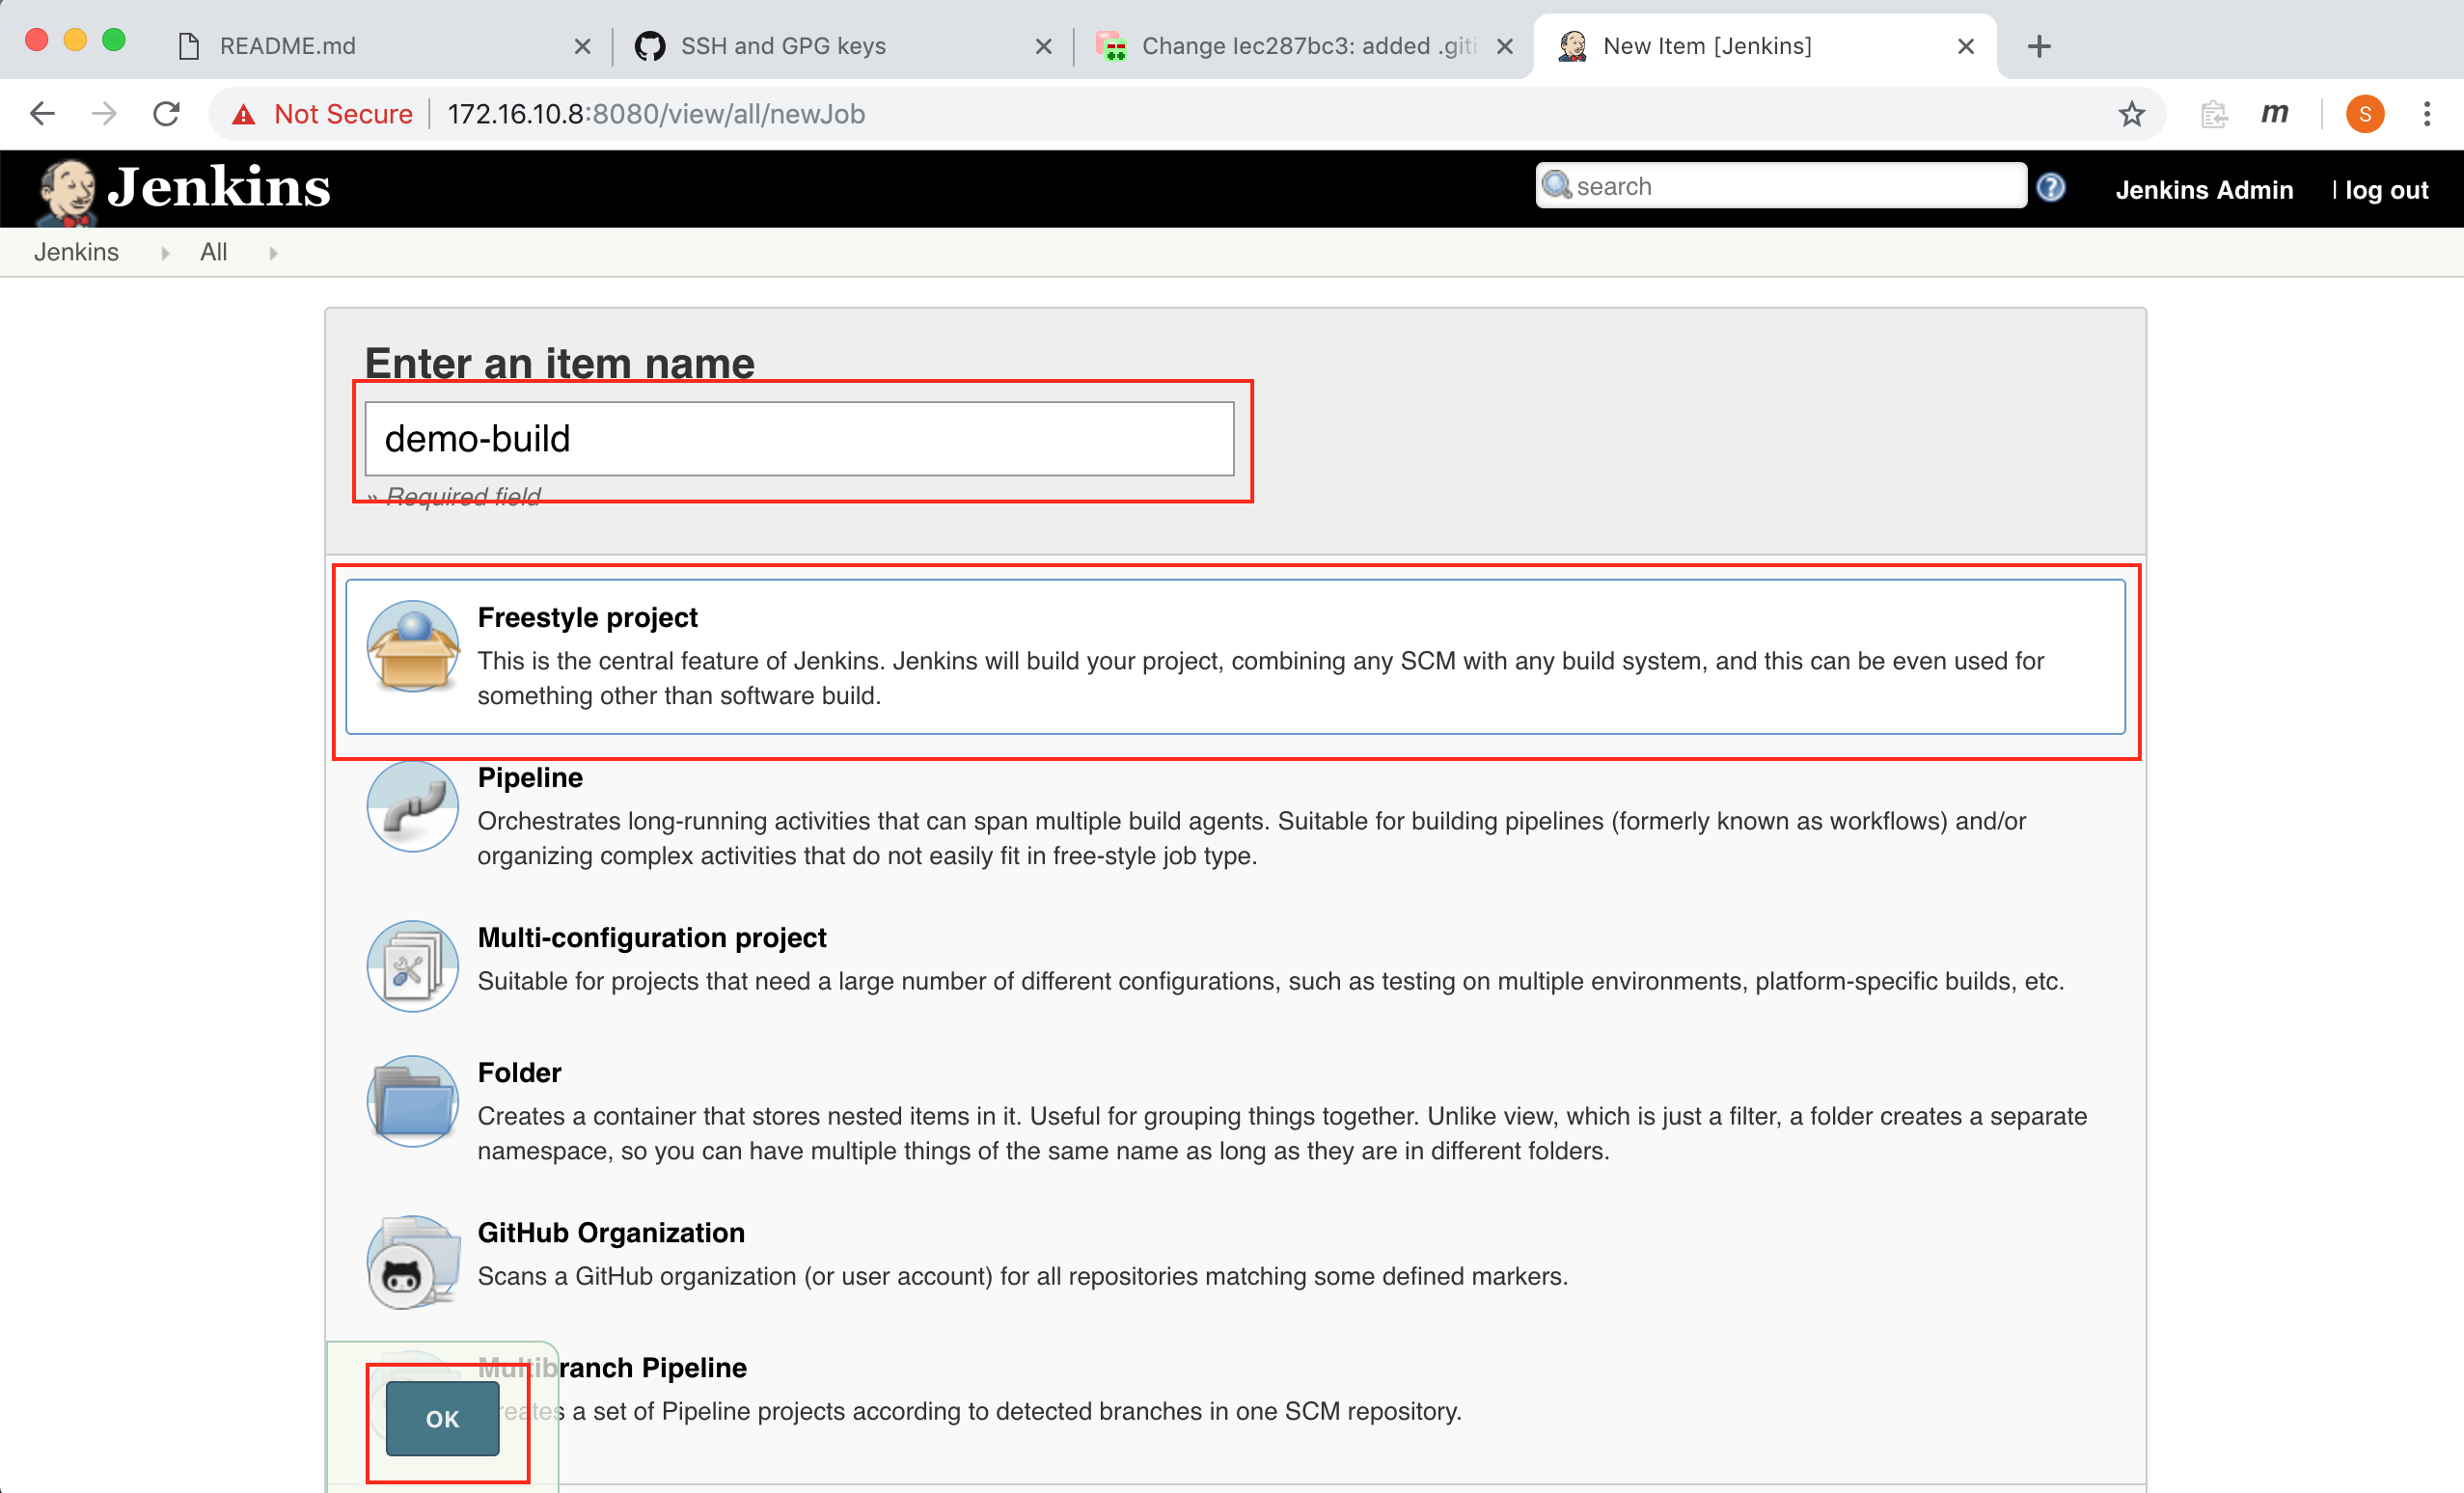 README.md
SSH and GPG keys
Change Iec287bc3: added .giti
New Item [Jenkins]
Not Secure
172.16.10.8:8080/view/all/newJob
m
S
Jenkins
search
?
Jenkins Admin
| log out
Jenkins
All
Enter an item name
demo-build
» Required field
Freestyle project
This is the central feature of Jenkins. Jenkins will build your project, combining any SCM with any build system, and this can be even used for
something other than software build.
Pipeline
Orchestrates long-running activities that can span multiple build agents. Suitable for building pipelines (formerly known as workflows) and/or
organizing complex activities that do not easily fit in free-style job type.
Multi-configuration project
Suitable for projects that need a large number of different configurations, such as testing on multiple environments, platform-specific builds, etc.
Folder
Creates a container that stores nested items in it. Useful for grouping things together. Unlike view, which is just a filter, a folder creates a separate
namespace, so you can have multiple things of the same name as long as they are in different folders.
GitHub Organization
Scans a GitHub organization (or user account) for all repositories matching some defined markers.
Multibranch Pipeline
reates a set of Pipeline projects according to detected branches in one SCM repository.
OK